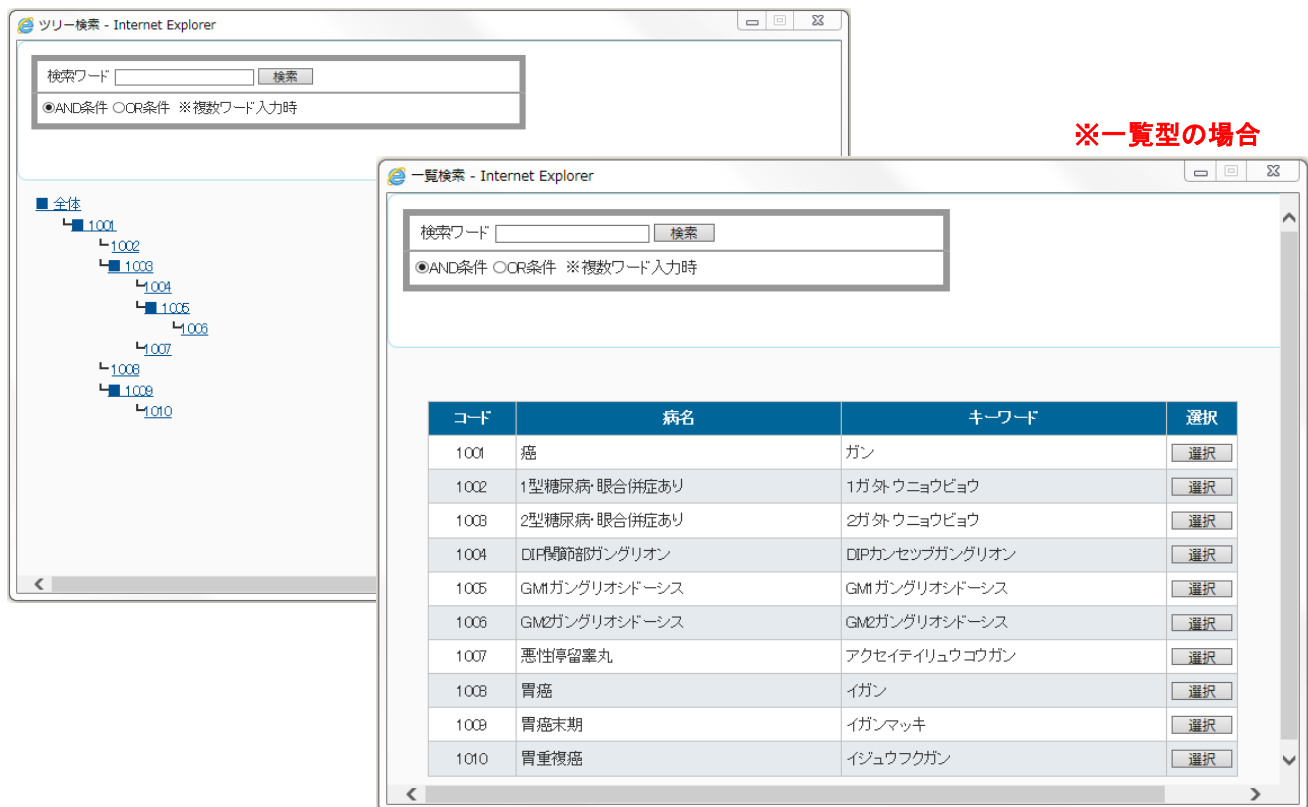 ツリー検索 - Internet Explorer
検索ワード 検索
AND条件 OR条件 ※複数ワード入力時
■ 全体
■ 1001
1002
■ 1003
1004
■ 1005
1006
1007
1008
■ 1009
1010
※一覧型の場合
一覧検索 - Internet Explorer
検索ワード 検索
AND条件 OR条件 ※複数ワード入力時
コード 病名 キーワード 選択
1001 癌 ガン 選択
1002 1型糖尿病・眼合併症あり 1ガタトウニョウビョウ 選択
1003 2型糖尿病・眼合併症あり 2ガタトウニョウビョウ 選択
1004 DIP関節部ガングリオン DIPカンセツブガングリオン 選択
1005 GM1ガングリオシドーシス GM1ガングリオシドーシス 選択
1006 GM2ガングリオシドーシス GM2ガングリオシドーシス 選択
1007 悪性停留睾丸 アクセイテイリュウコウガン 選択
1008 胃癌 イガン 選択
1009 胃癌末期 イガンマッキ 選択
1010 胃重複癌 イジュウフクガン 選択